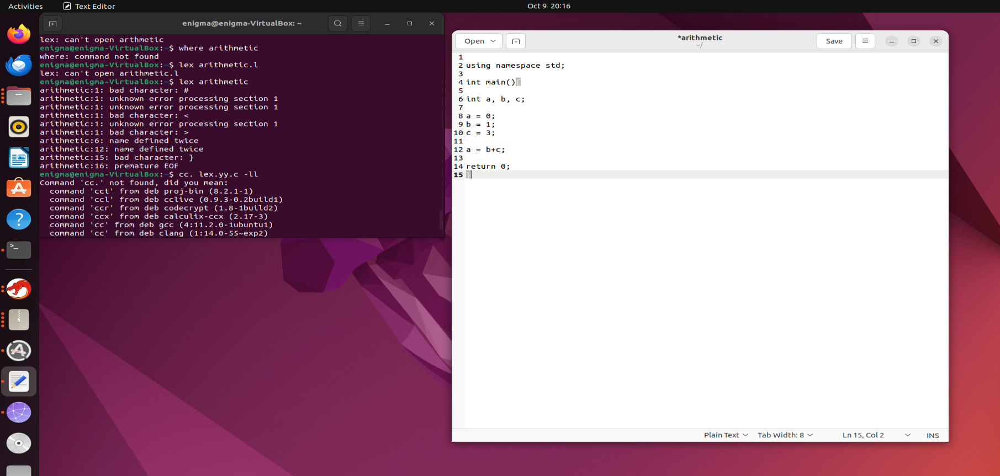 Activities
Text Editor
Oct 9 20:16
enigma@enigma-VirtualBox: ~
lex: can't open arthmetic
enigma@enigma-VirtualBox:~$ where arithmetic
where: command not found
enigma@enigma-VirtualBox:~$ lex arithmetic.l
lex: can't open arithmetic.l
enigma@enigma-VirtualBox:~$ lex arithmetic
arithmetic:1: bad character: #
arithmetic:1: unknown error processing section 1
arithmetic:1: unknown error processing section 1
arithmetic:1: bad character: <
arithmetic:1: unknown error processing section 1
arithmetic:1: bad character: >
arithmetic:6: name defined twice
arithmetic:12: name defined twice
arithmetic:15: bad character: }
arithmetic:16: premature EOF
enigma@enigma-VirtualBox:~$ cc. lex.yy.c -ll
Command 'cc.' not found, did you mean:
  command 'cct' from deb proj-bin (8.2.1-1)
  command 'ccl' from deb cclive (0.9.3-0.2build1)
  command 'ccr' from deb codecrypt (1.8-1build2)
  command 'ccx' from deb calculix-ccx (2.17-3)
  command 'cc' from deb gcc (4:11.2.0-1ubuntu1)
  command 'cc' from deb clang (1:14.0-55~exp2)
Open
*arithmetic
~/
Save
1
2 using namespace std;
3
4 int main(){
5
6 int a, b, c;
7
8 a = 0;
9 b = 1;
10 c = 3;
11
12 a = b+c;
13
14 return 0;
15 }
Plain Text
Tab Width: 8
Ln 15, Col 2
INS